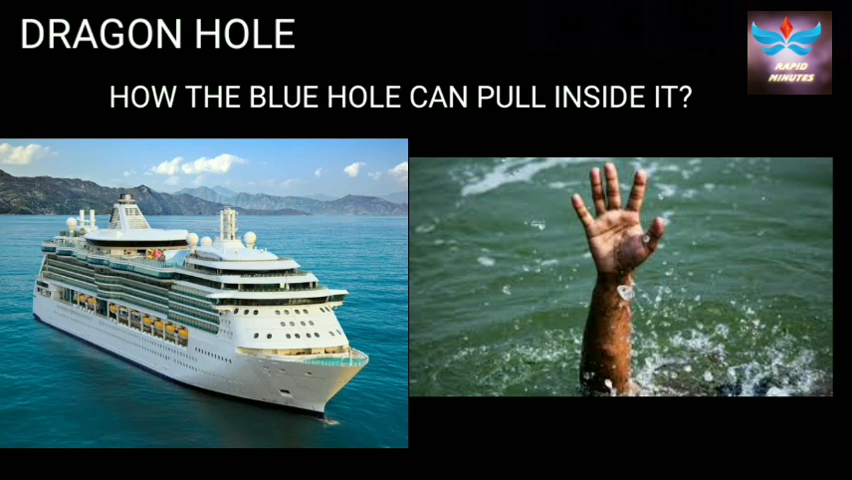 DRAGON HOLE
HOW THE BLUE HOLE CAN PULL INSIDE IT?
RAPID
MINUTES